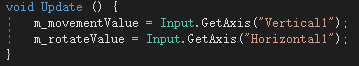 void Update () {
    m_movementValue = Input.GetAxis("Vertical1");
    m_rotateValue = Input.GetAxis("Horizontal1");
}